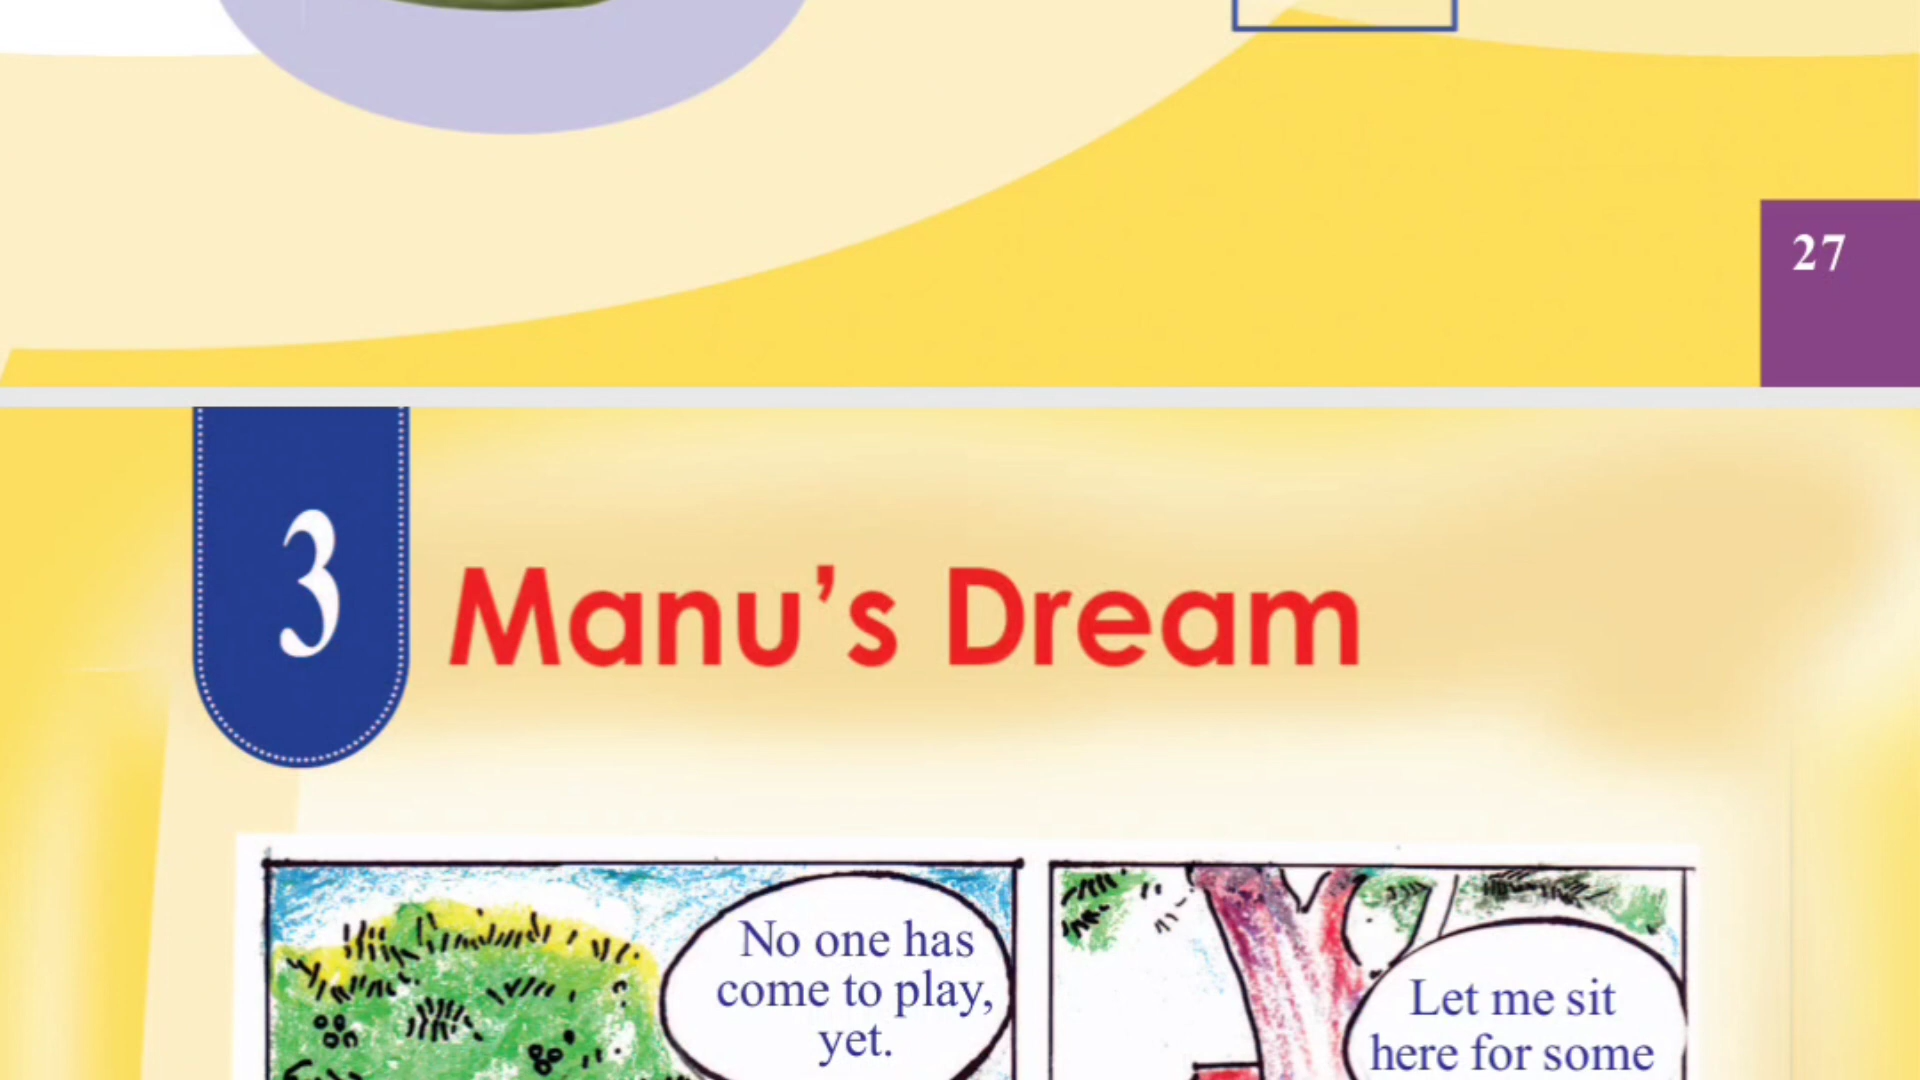 27
3
Manu’s Dream
No one has
come to play,
yet.
Let me sit
here for some